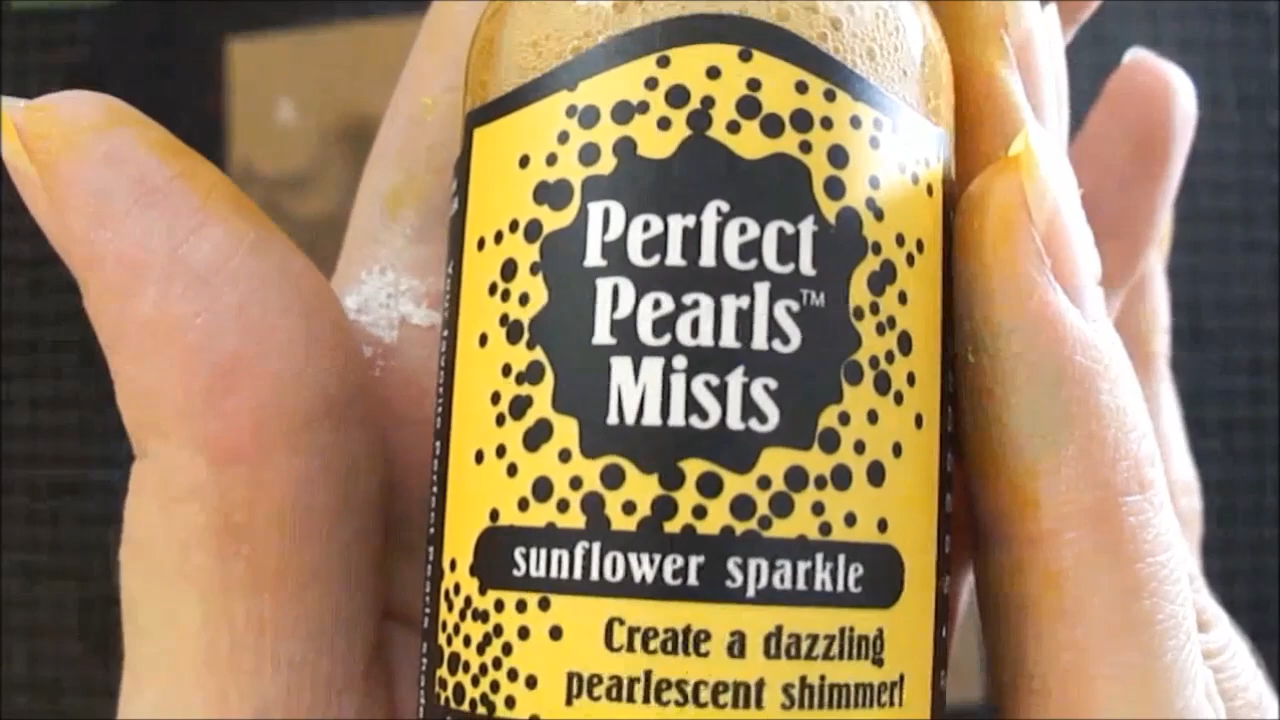 Perfect
Pearls™
Mists
sunflower sparkle
Create a dazzling
pearlescent shimmer!